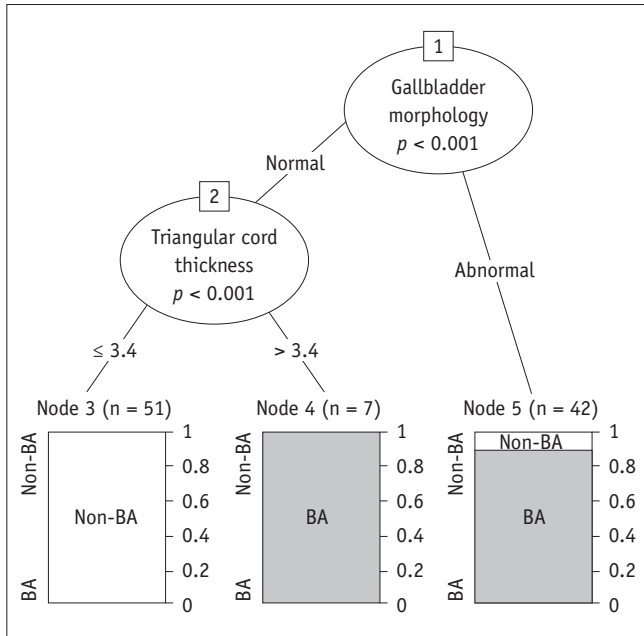 1
Gallbladder
morphology
p < 0.001
Normal
Abnormal
2
Triangular cord
thickness
p < 0.001
≤ 3.4
> 3.4
Node 3 (n = 51)
Non-BA
BA
Non-BA
1
0.8
0.6
0.4
0.2
0
Node 4 (n = 7)
Non-BA
BA
BA
1
0.8
0.6
0.4
0.2
0
Node 5 (n = 42)
Non-BA
BA
Non-BA
BA
1
0.8
0.6
0.4
0.2
0